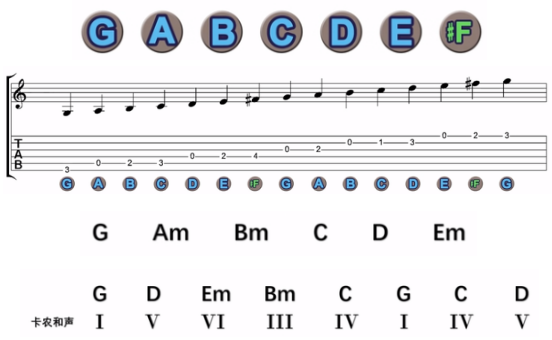 G A B C D E #F
T A B
3 0 2 3 0 2 4 0 2 0 1 3 0 2 3
G A B C D E #F G A B C D E #F G
G Am Bm C D Em
G D Em Bm C G C D
卡农和声 I V VI III IV I IV V